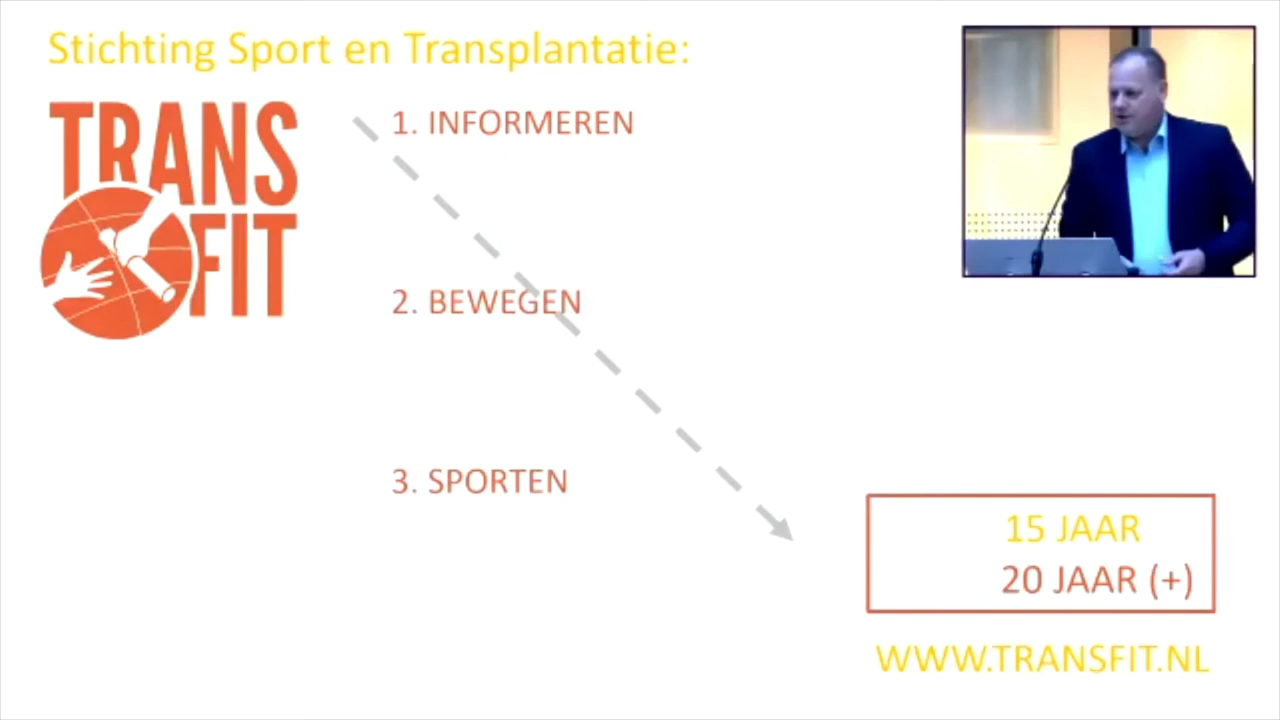 Stichting Sport en Transplantatie:
TRANS
FIT
1. INFORMEREN
2. BEWEGEN
3. SPORTEN
15 JAAR
20 JAAR (+)
WWW.TRANSFIT.NL